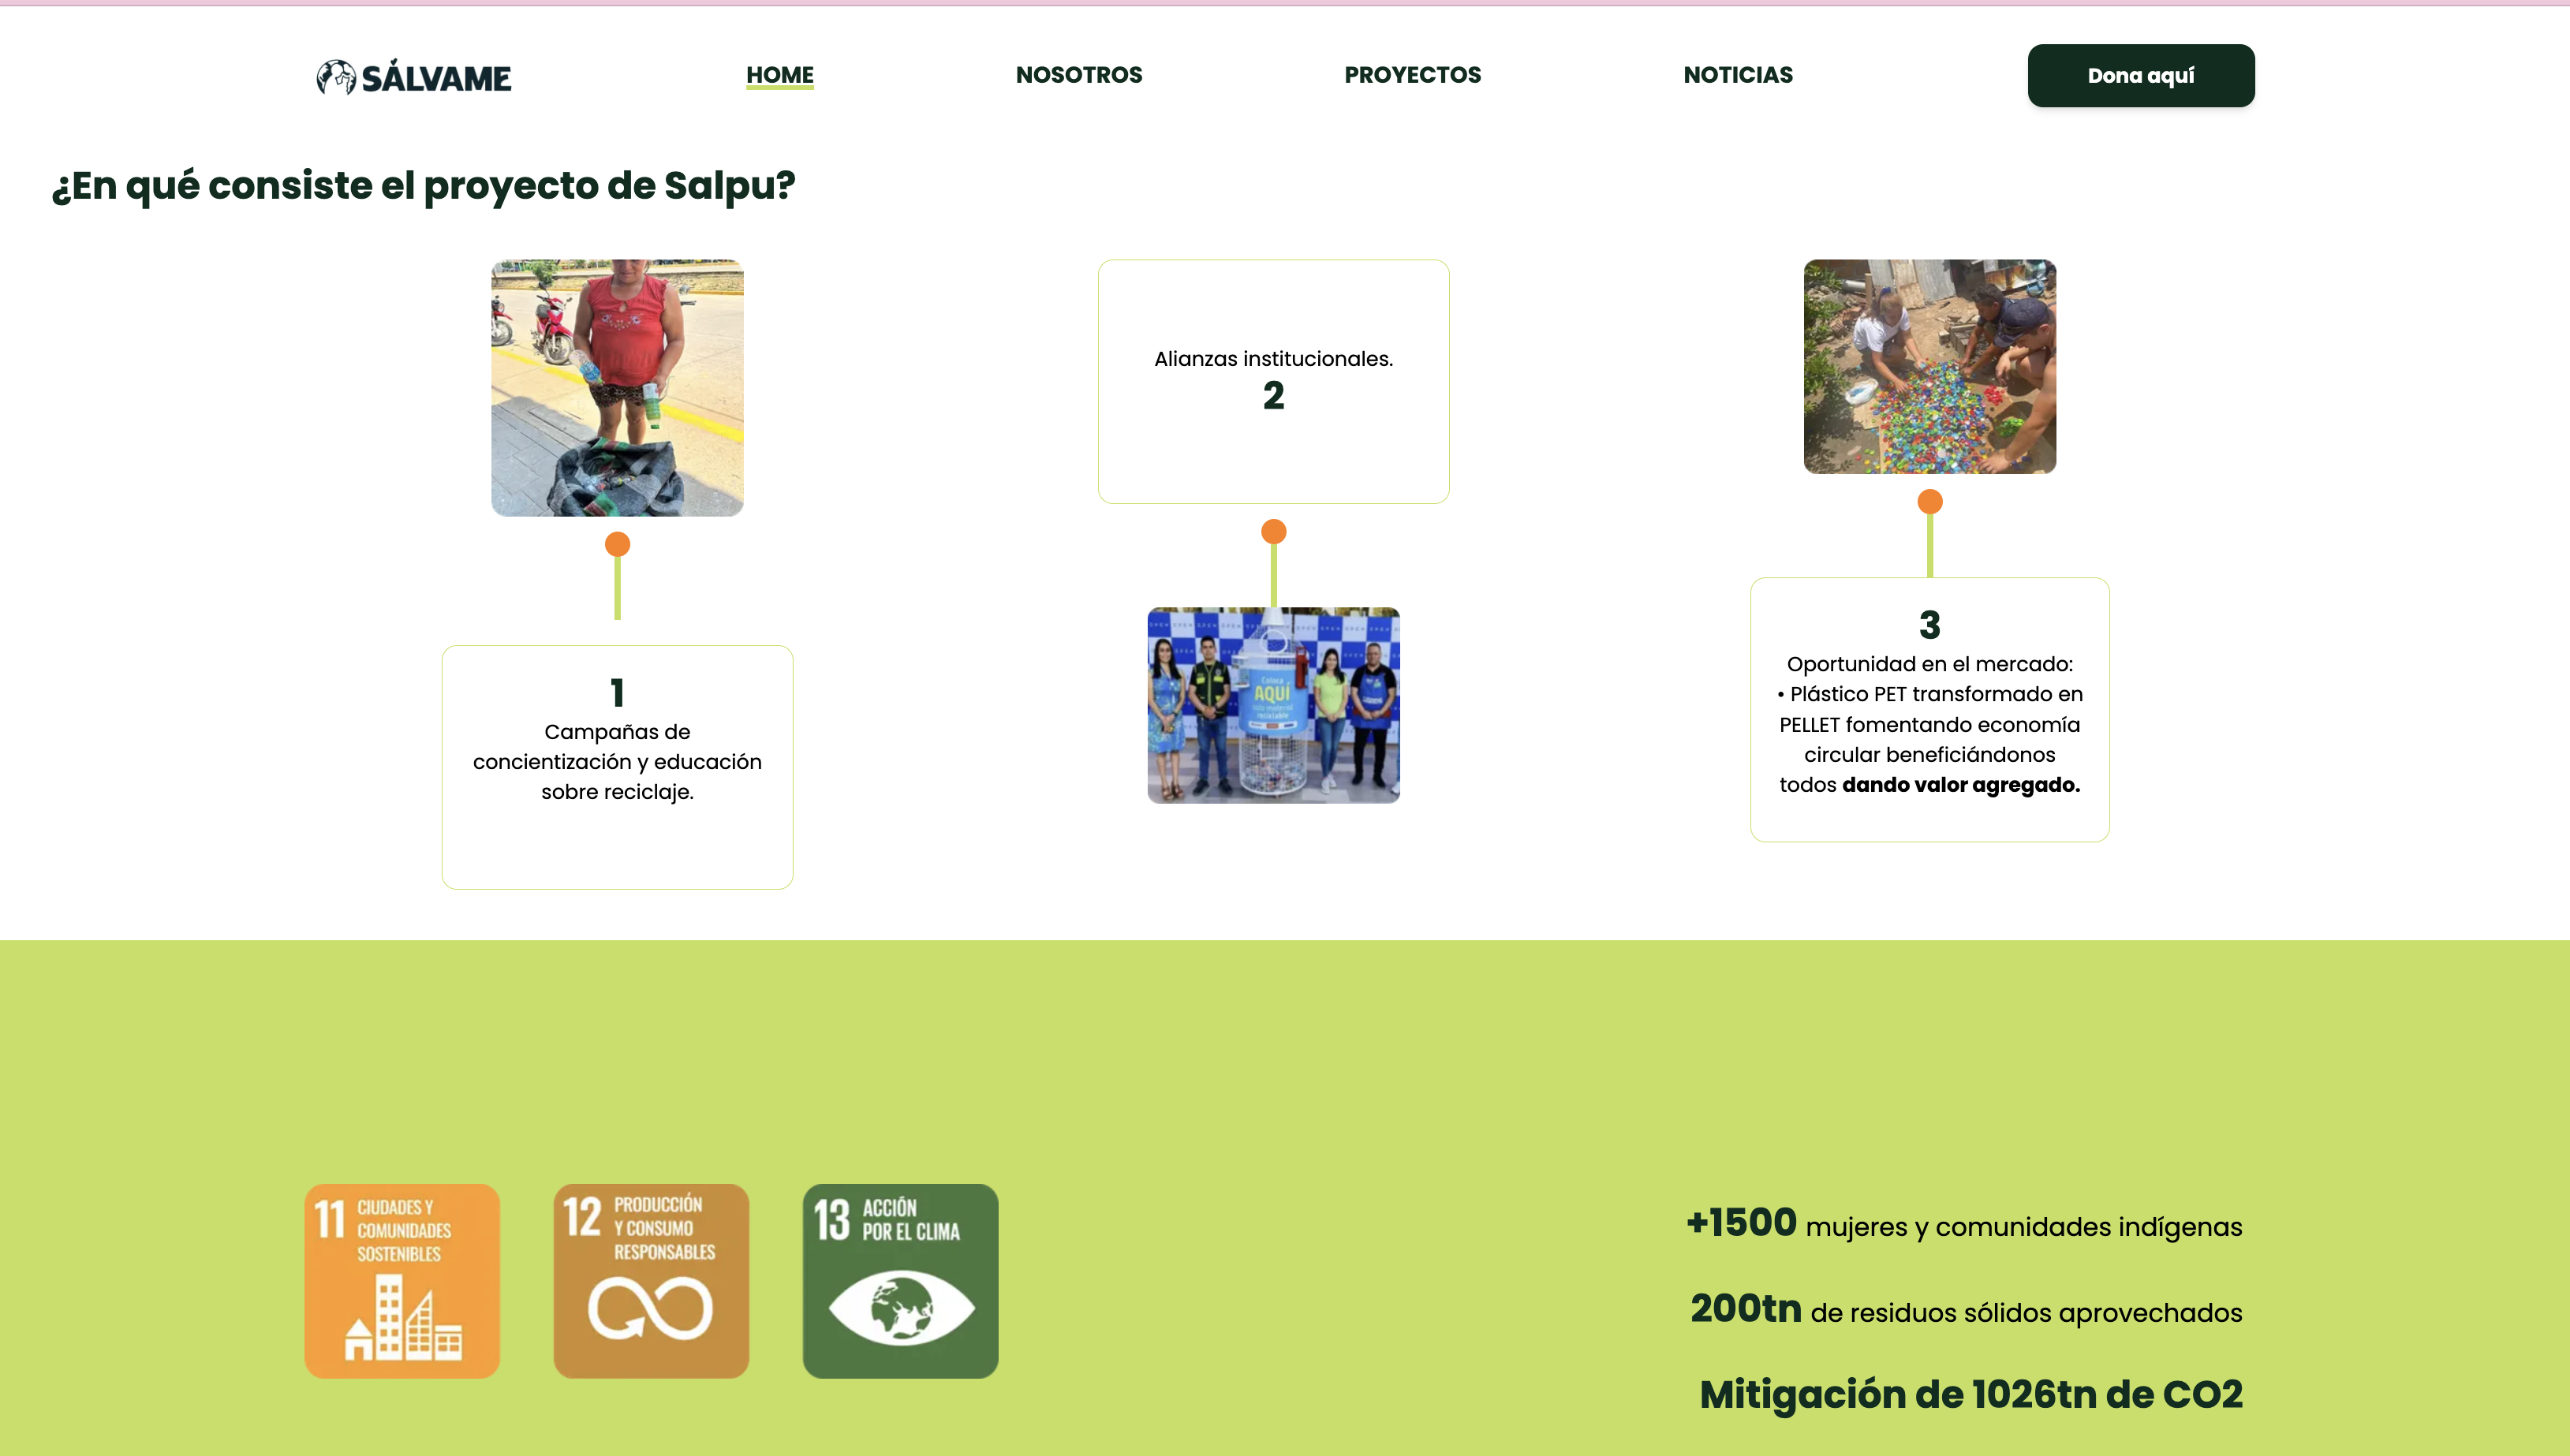 SÁLVAME
HOME
NOSOTROS
PROYECTOS
NOTICIAS
Dona aquí
¿En qué consiste el proyecto de Salpu?
1
Campañas de
concientización y educación
sobre reciclaje.
Alianzas institucionales.
2
Coloca
AQUÍ
solo material
reciclable
3
Oportunidad en el mercado:
• Plástico PET transformado en
PELLET fomentando economía
circular beneficiándonos
todos dando valor agregado.
11 CIUDADES Y
COMUNIDADES
SOSTENIBLES
12 PRODUCCIÓN
Y CONSUMO
RESPONSABLES
13 ACCIÓN
POR EL CLIMA
+1500 mujeres y comunidades indígenas
200tn de residuos sólidos aprovechados
Mitigación de 1026tn de CO2